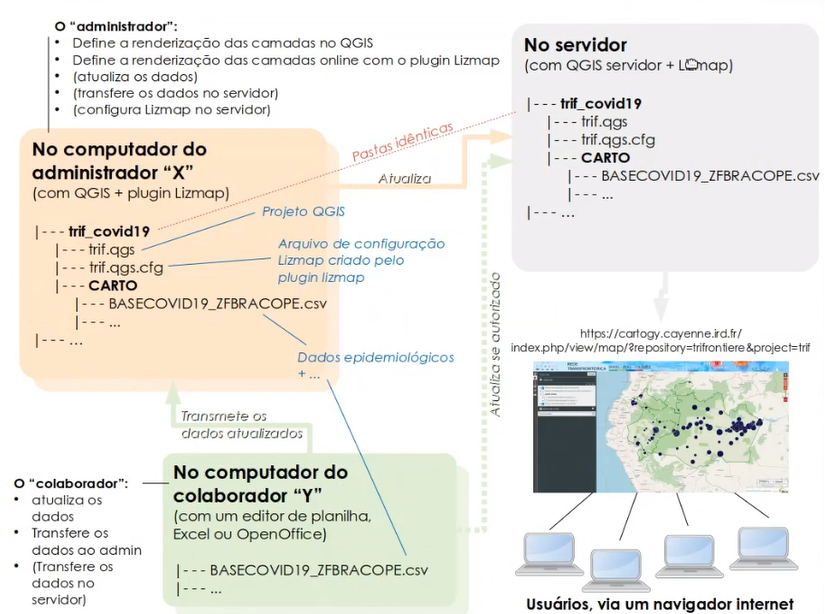 O “administrador”:
• Define a renderização das camadas no QGIS
• Define a renderização das camadas online com o plugin Lizmap
• (atualiza os dados)
• (transfere os dados no servidor)
• (configura Lizmap no servidor)
No computador do
administrador “X”
(com QGIS + plugin Lizmap)
|--- trif_covid19
|--- trif.qgs
|--- trif.qgs.cfg
|--- CARTO
|--- BASECOVID19_ZFBRACOPE.csv
|--- ...
|--- ...
Pastas idênticas
Atualiza
Projeto QGIS
Arquivo de configuração
Lizmap criado pelo
plugin lizmap
Dados epidemiológicos
+ ...
No servidor
(com QGIS servidor + Lizmap)
|--- trif_covid19
|--- trif.qgs
|--- trif.qgs.cfg
|--- CARTO
|--- BASECOVID19_ZFBRACOPE.csv
|--- ...
|--- ...
Atualiza se autorizado
https://cartogy.cayenne.ird.fr/
index.php/view/map/?repository=trifrontiere&project=trif
Transmete os
dados atualizados
O “colaborador”:
• atualiza os
dados
• Transfere os
dados ao admin
• (Transfere os
dados no
servidor)
No computador do
colaborador “Y”
(com um editor de planilha,
Excel ou OpenOffice)
|--- BASECOVID19_ZFBRACOPE.csv
|--- ...
Usuários, via um navegador internet